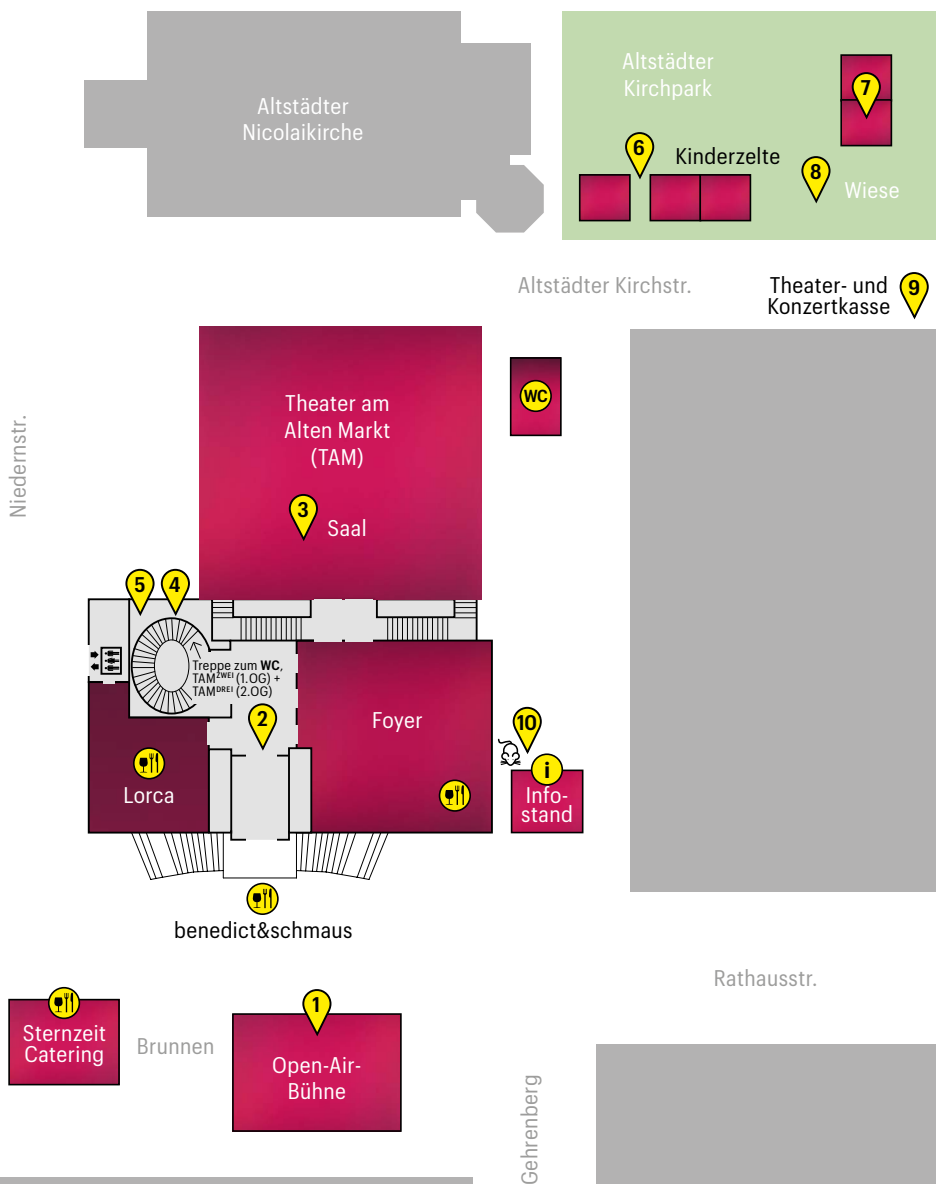 Altstädter
Nicolaikirche
Altstädter
Kirchpark
7
6
Kinderzelte
8
Wiese
Altstädter Kirchstr.
Theater- und
Konzertkasse
9
Niedernstr.
Theater am
Alten Markt
(TAM)
WC
3
Saal
5
4
Treppe zum WC,
TAMZWEI (1.OG) +
TAMDREI (2.OG)
2
Foyer
10
i
Info-
stand
Lorca
benedict&schmaus
Rathausstr.
Sternzeit
Catering
Brunnen
1
Open-Air-
Bühne
Gehrenberg